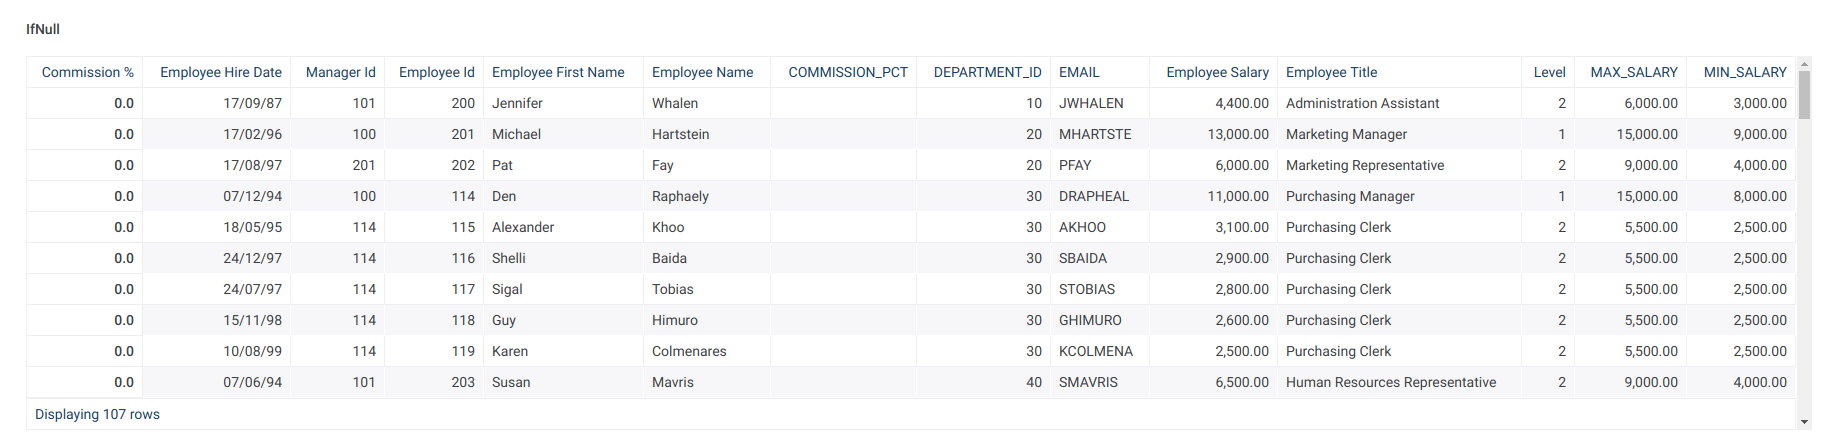 IfNull
Commission % Employee Hire Date Manager Id Employee Id Employee First Name Employee Name COMMISSION_PCT DEPARTMENT_ID EMAIL Employee Salary Employee Title Level MAX_SALARY MIN_SALARY
0.0 17/09/87 101 200 Jennifer Whalen 10 JWHALEN 4,400.00 Administration Assistant 2 6,000.00 3,000.00
0.0 17/02/96 100 201 Michael Hartstein 20 MHARTSTE 13,000.00 Marketing Manager 1 15,000.00 9,000.00
0.0 17/08/97 201 202 Pat Fay 20 PFAY 6,000.00 Marketing Representative 2 9,000.00 4,000.00
0.0 07/12/94 100 114 Den Raphaely 30 DRAPHEAL 11,000.00 Purchasing Manager 1 15,000.00 8,000.00
0.0 18/05/95 114 115 Alexander Khoo 30 AKHOO 3,100.00 Purchasing Clerk 2 5,500.00 2,500.00
0.0 24/12/97 114 116 Shelli Baida 30 SBAIDA 2,900.00 Purchasing Clerk 2 5,500.00 2,500.00
0.0 24/07/97 114 117 Sigal Tobias 30 STOBIAS 2,800.00 Purchasing Clerk 2 5,500.00 2,500.00
0.0 15/11/98 114 118 Guy Himuro 30 GHIMURO 2,600.00 Purchasing Clerk 2 5,500.00 2,500.00
0.0 10/08/99 114 119 Karen Colmenares 30 KCOLMENA 2,500.00 Purchasing Clerk 2 5,500.00 2,500.00
0.0 07/06/94 101 203 Susan Mavris 40 SMAVRIS 6,500.00 Human Resources Representative 2 9,000.00 4,000.00
Displaying 107 rows